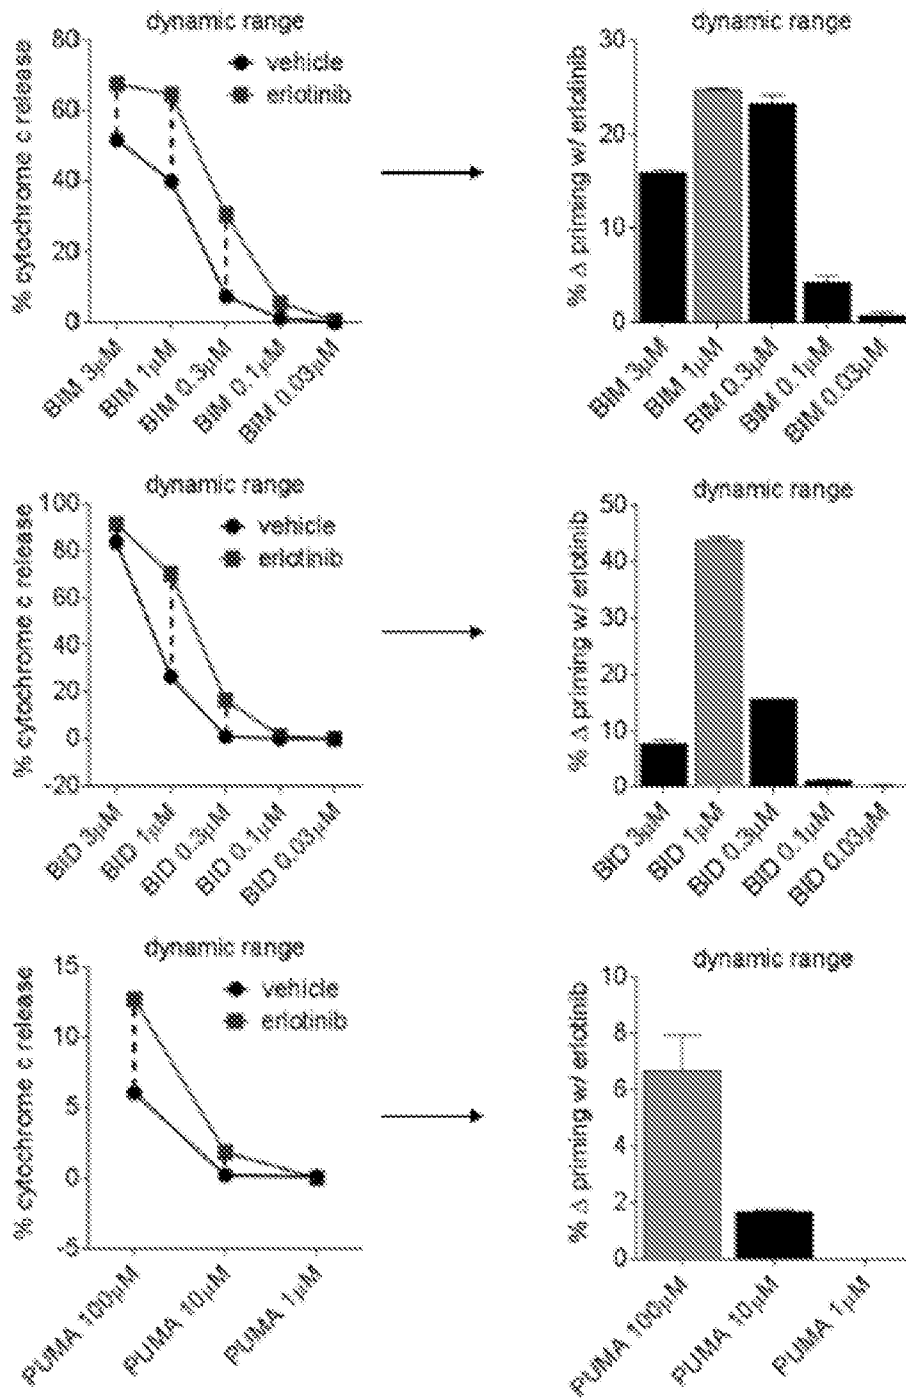 dynamic range
vehicle
erlotinib
% cytochrome c release
80
60
40
20
0
BIM 3µM
BIM 1µM
BIM 0.3µM
BIM 0.1µM
BIM 0.03µM
dynamic range
% Δ priming w/ erlotinib
30
20
10
0
BIM 3µM
BIM 1µM
BIM 0.3µM
BIM 0.1µM
BIM 0.03µM
dynamic range
vehicle
erlotinib
% cytochrome c release
100
80
60
40
20
0
-20
BID 3µM
BID 1µM
BID 0.3µM
BID 0.1µM
BID 0.03µM
dynamic range
% Δ priming w/ erlotinib
50
40
30
20
10
0
BID 3µM
BID 1µM
BID 0.3µM
BID 0.1µM
BID 0.03µM
dynamic range
vehicle
erlotinib
% cytochrome c release
15
10
5
0
-5
PUMA 100µM
PUMA 10µM
PUMA 1µM
dynamic range
% Δ priming w/ erlotinib
10
8
6
4
2
0
PUMA 100µM
PUMA 10µM
PUMA 1µM